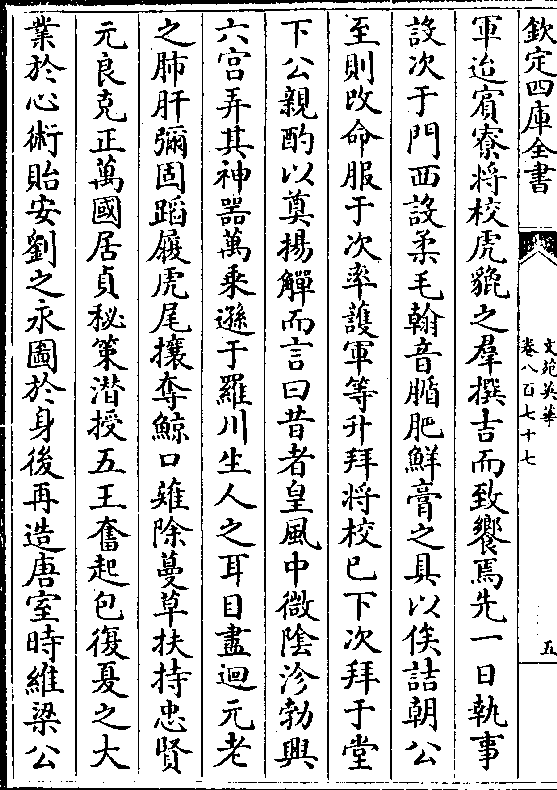 欽定四庫全書
文苑英華
卷八百七十七
五
軍迨賓寮將校虎貔之羣撰吉而致饗焉先一日執事
設次于門西設柔毛翰音腯肥鮮膏之具以俟詰朝公
至則改命服于次率護軍等升拜將校已下次拜于堂
下公親酌以奠揚觶而言曰昔者皇風中微陰沴勃興
六宫弄其神器萬乘遜于羅川生人之耳目盡迴元老
之肺肝彌固蹈履虎尾攘奪鯨口薙除蔓草扶持忠賢
元良克正萬國居貞秘策潛授五王奮起包復夏之大
業於心術貽安劉之永圖於身後再造唐室時維梁公